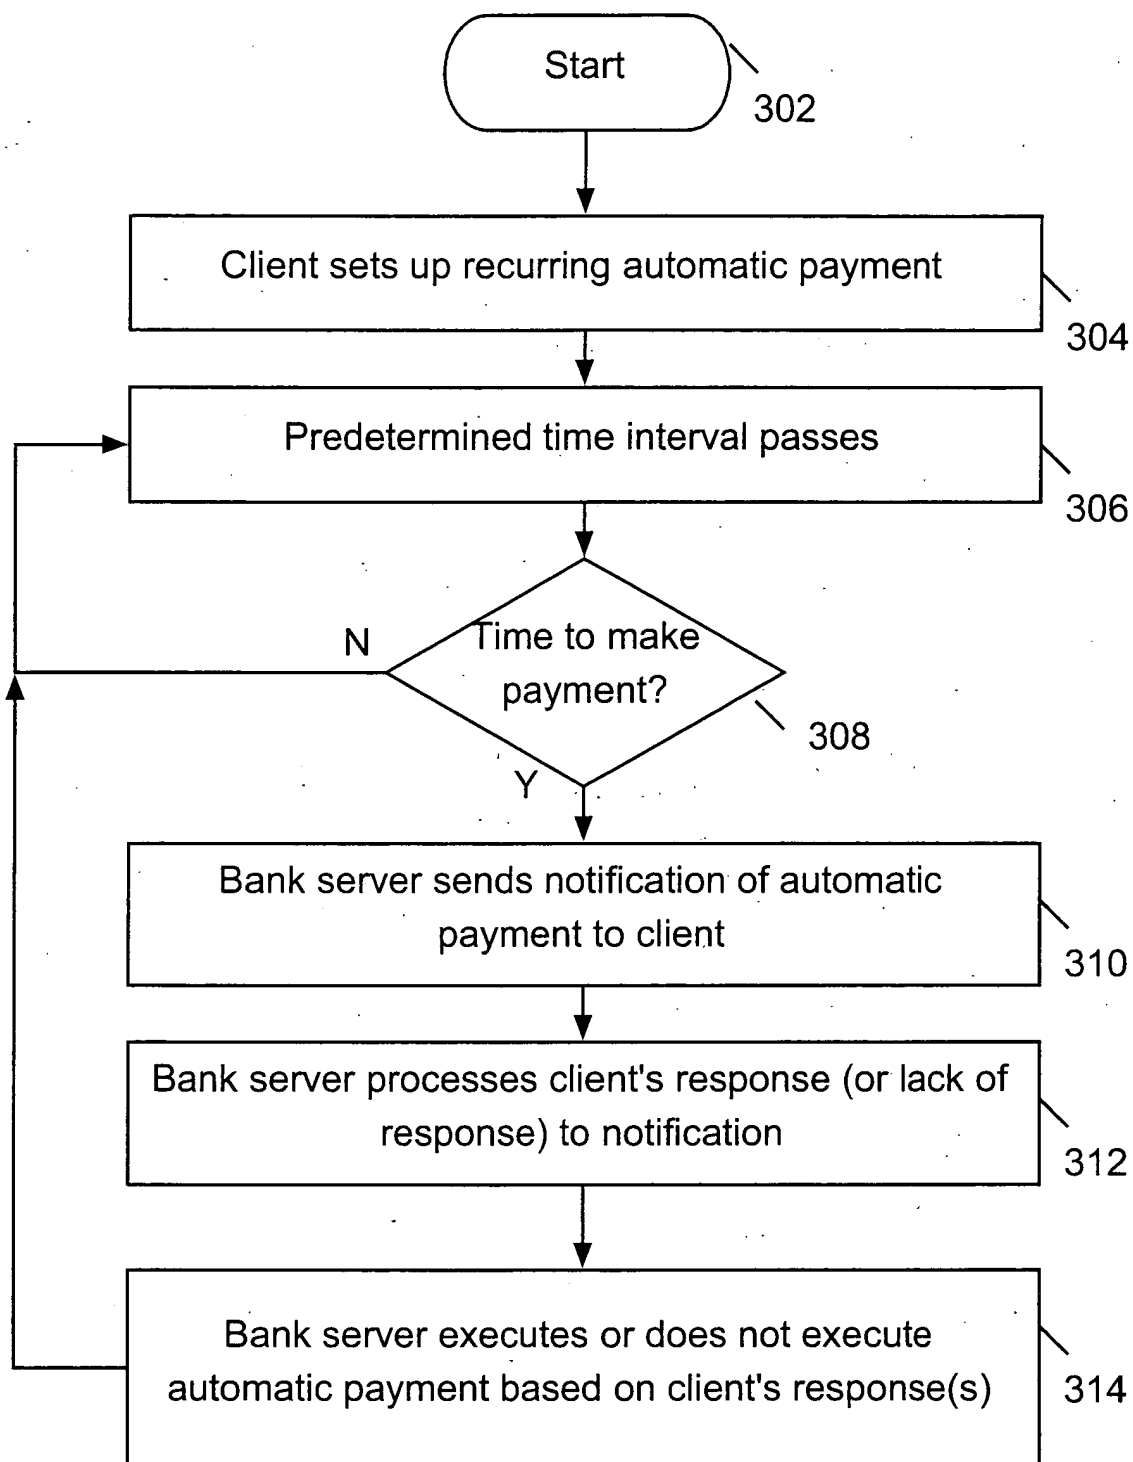 Start
302
Client sets up recurring automatic payment
304
Predetermined time interval passes
306
N
Time to make
payment?
308
Y
Bank server sends notification of automatic
payment to client
310
Bank server processes client's response (or lack of
response) to notification
312
Bank server executes or does not execute
automatic payment based on client's response(s)
314